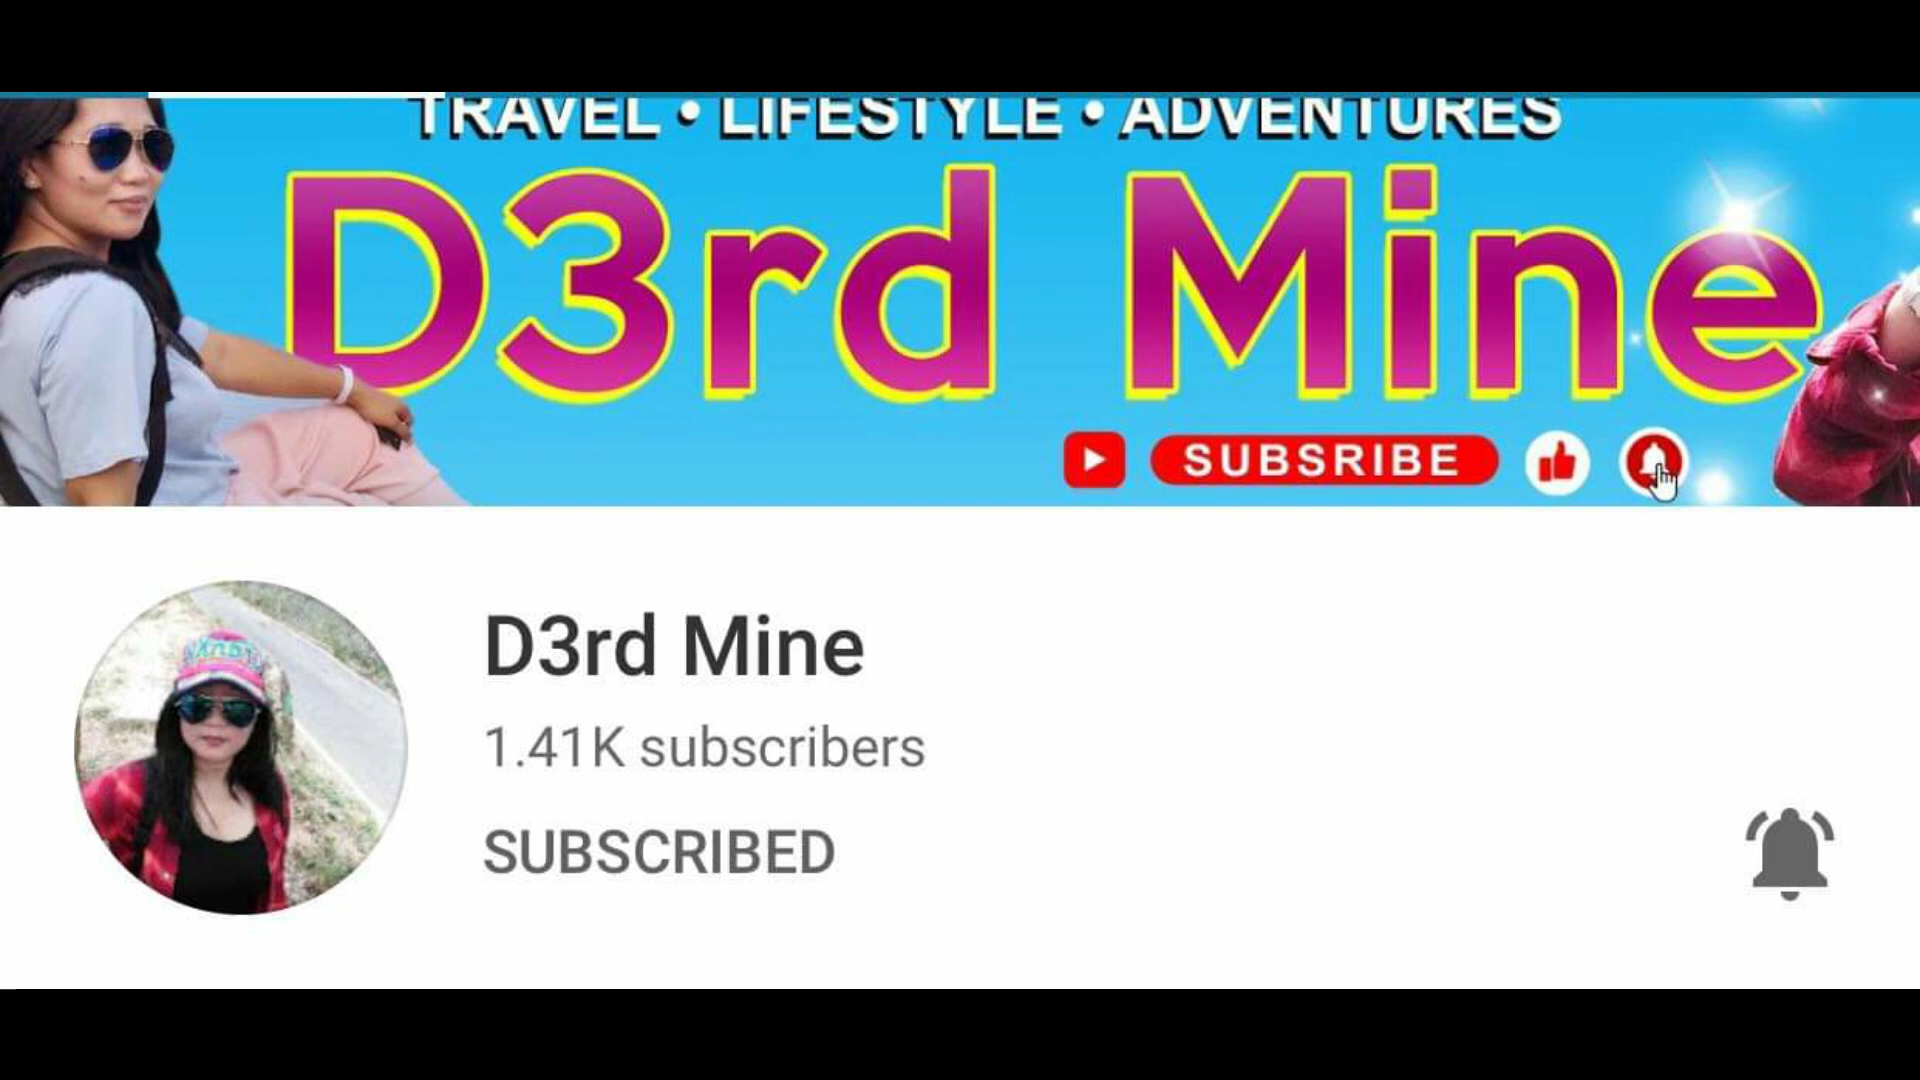 TRAVEL • LIFESTYLE • ADVENTURES
D3rd Mine
SUBSRIBE
D3rd Mine
1.41K subscribers
SUBSCRIBED